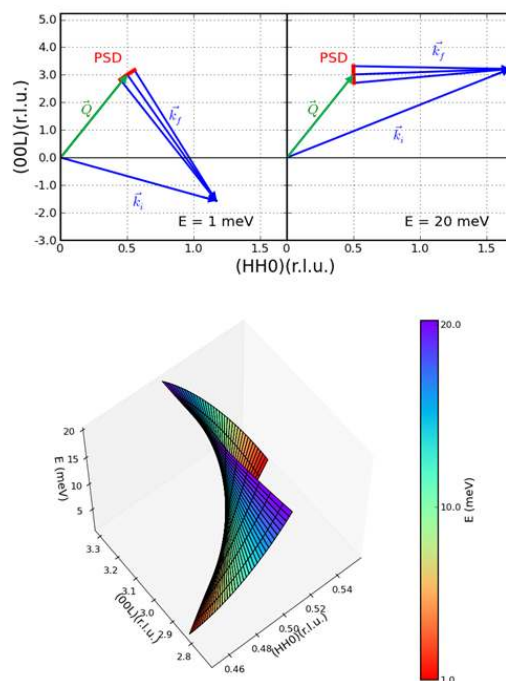 5.0
4.0
3.0
2.0
1.0
0.0
-1.0
-2.0
-3.0
(00L)(r.l.u.)
PSD
Q
k_f
k_i
E = 1 meV
0.0
0.5
1.0
1.5
PSD
Q
k_f
k_i
E = 20 meV
0.0
0.5
1.0
1.5
(HH0)(r.l.u.)
20
15
10
5
E (meV)
3.3
3.2
3.1
3.0
2.9
2.8
(00L)(r.l.u.)
0.46
0.48
0.50
0.52
0.54
(HH0)(r.l.u.)
20.0
10.0
1.0
E (meV)